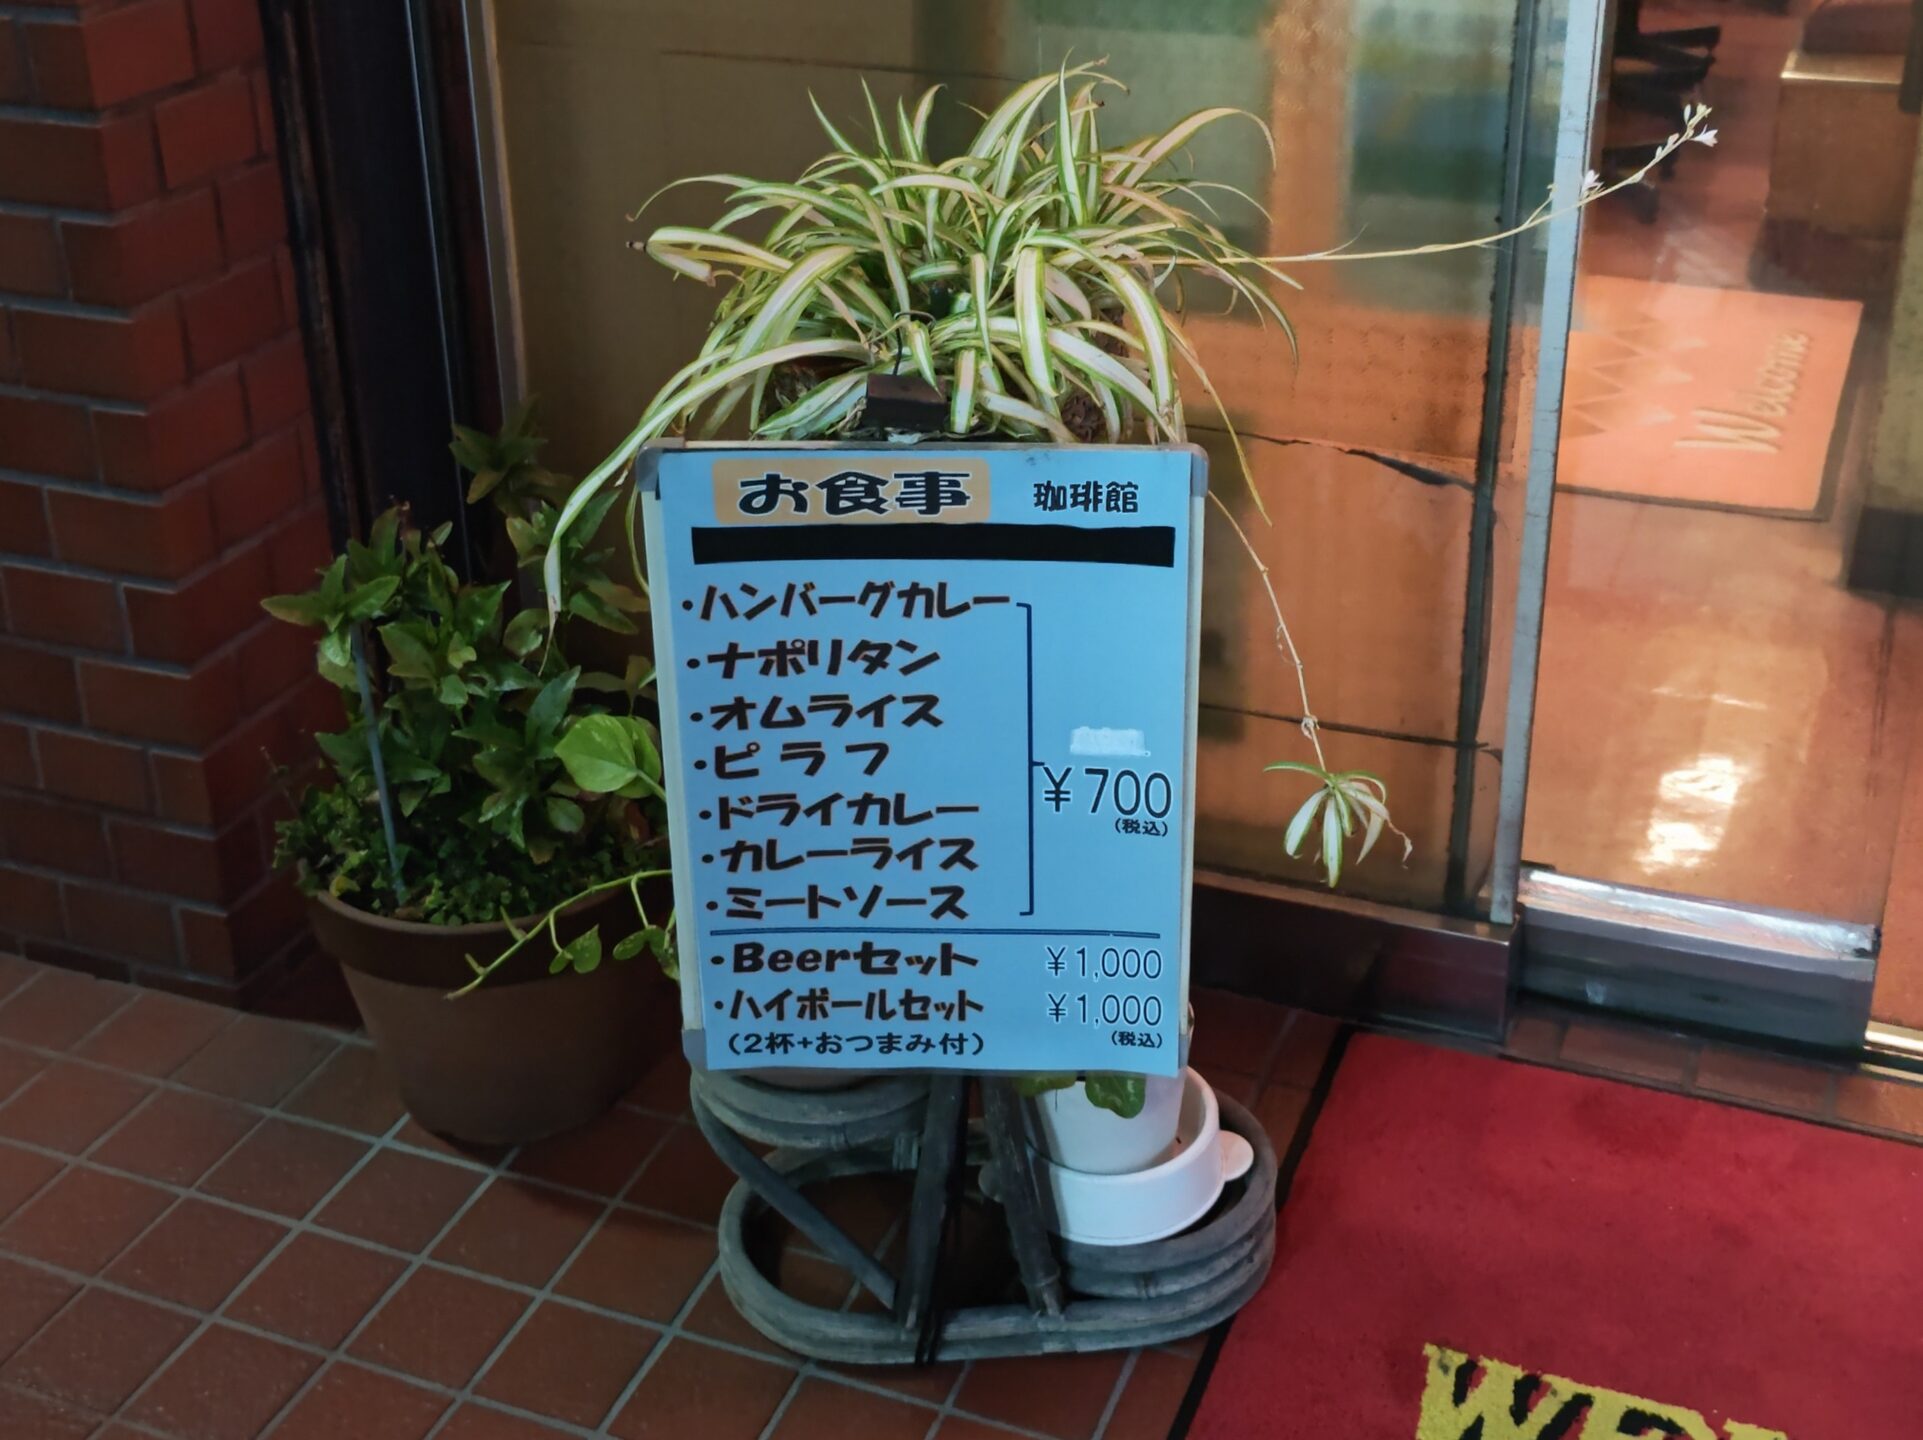 お食事 珈琲館
・ハンバーグカレー
・ナポリタン
・オムライス
・ピラフ
・ドライカレー
・カレーライス
・ミートソース
¥700
(税込)
・Beerセット ¥1,000
・ハイボールセット ¥1,000
(2杯+おつまみ付) (税込)
Welcome